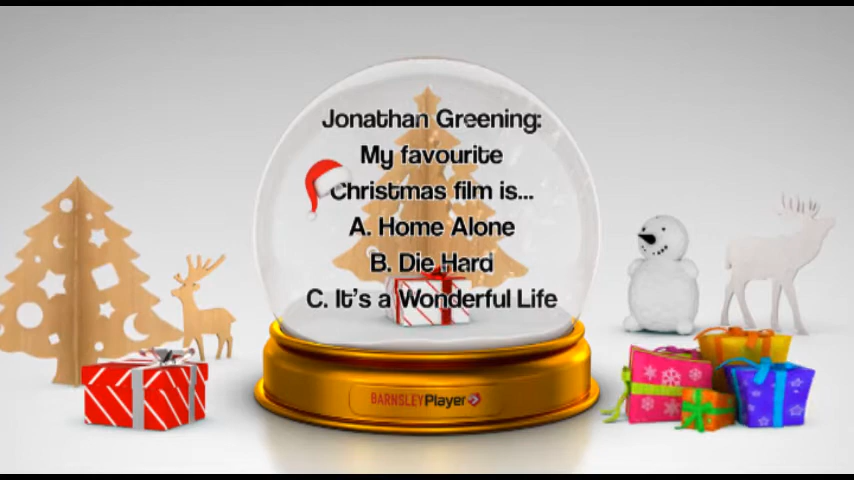 Jonathan Greening:
My favourite
Christmas film is...
A. Home Alone
B. Die Hard
C. It's a Wonderful Life
BARNSLEYPlayer